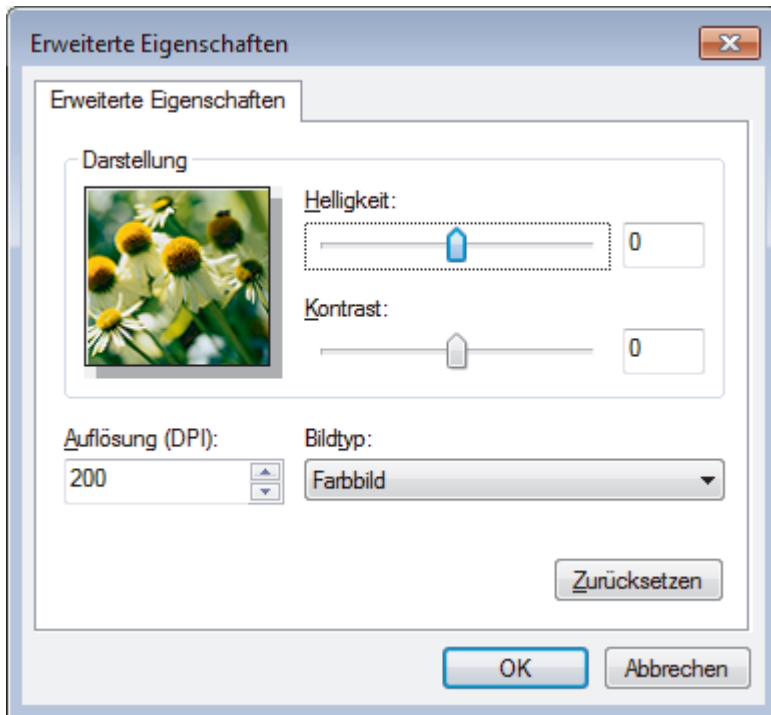 Erweiterte Eigenschaften
Erweiterte Eigenschaften
Darstellung
Helligkeit:
0
Kontrast:
0
Auflösung (DPI):
Bildtyp:
200
Farbbild
Zurücksetzen
OK
Abbrechen